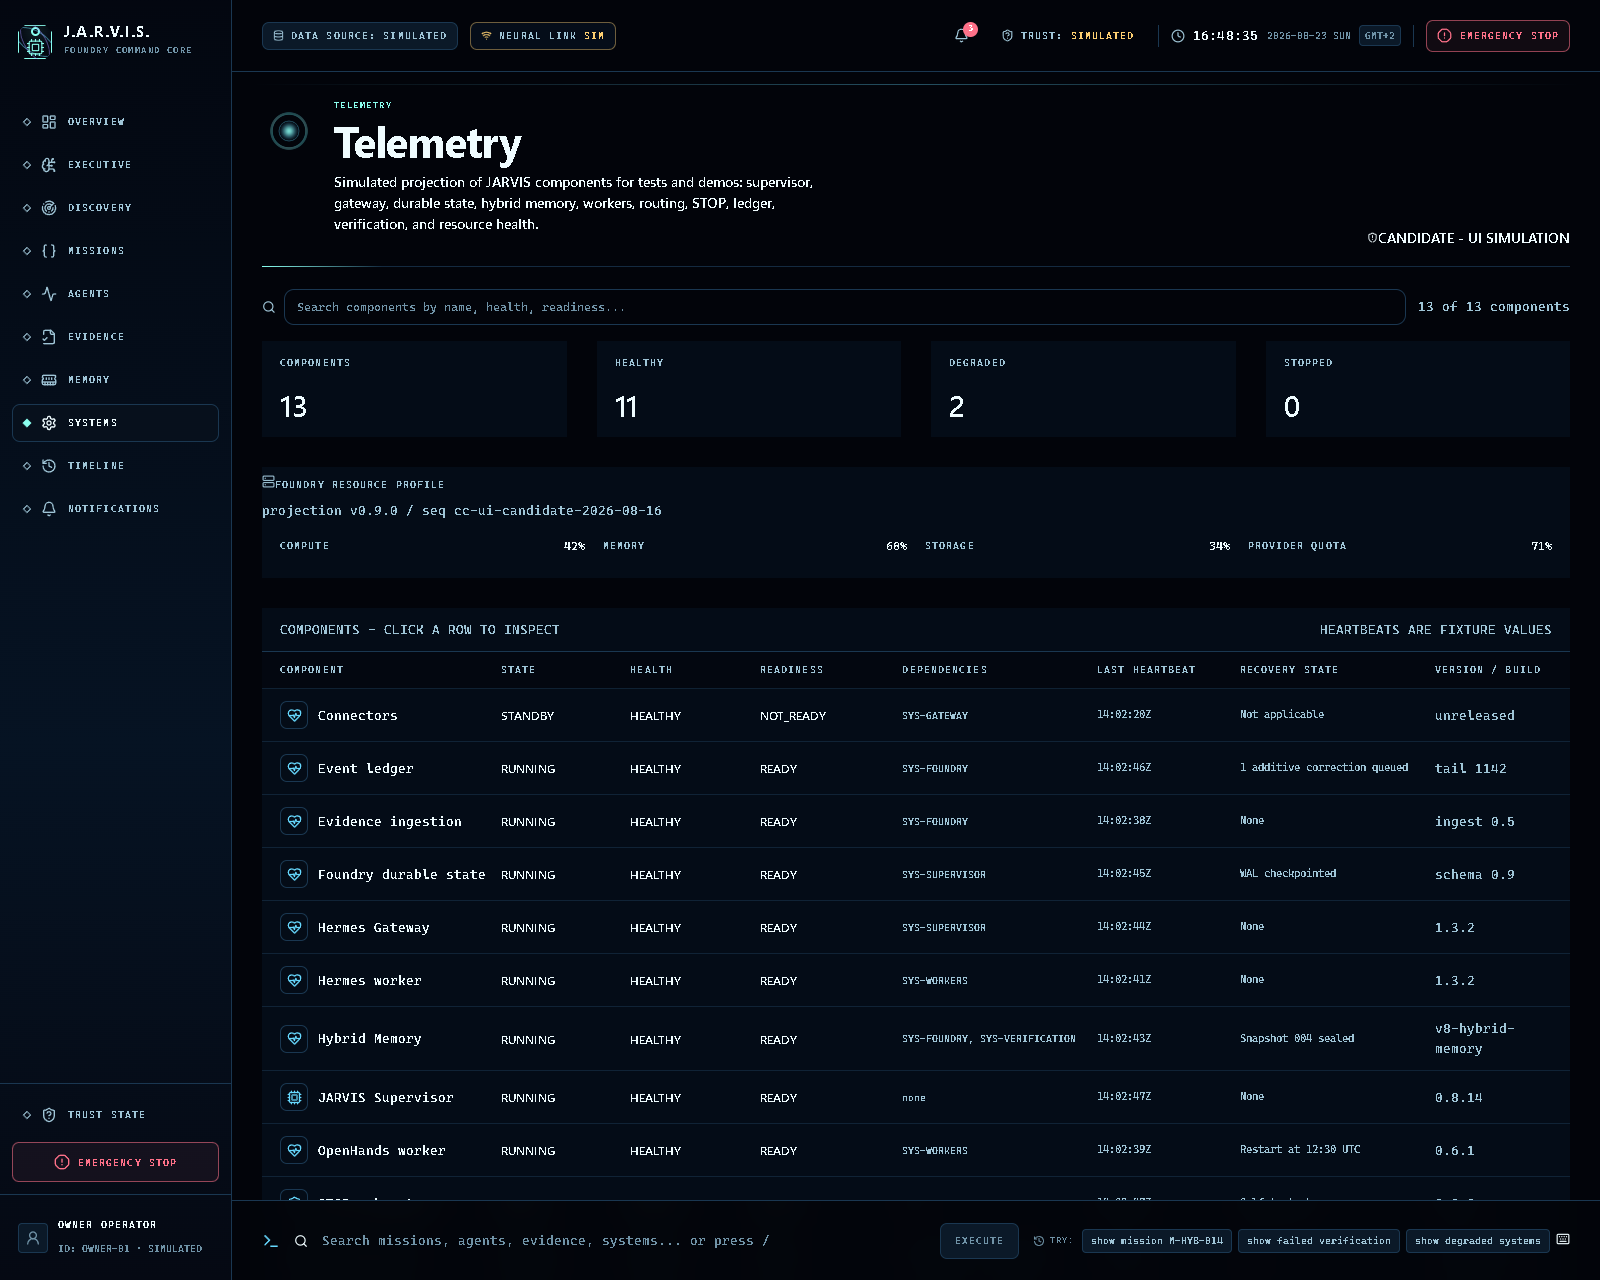 J.A.R.V.I.S.
FOUNDRY COMMAND CORE
DATA SOURCE: SIMULATED
NEURAL LINK SIM
3
TRUST: SIMULATED
16:48:35 2026-08-23 SUN GMT+2
EMERGENCY STOP
OVERVIEW
EXECUTIVE
DISCOVERY
MISSIONS
AGENTS
EVIDENCE
MEMORY
SYSTEMS
TIMELINE
NOTIFICATIONS
TRUST STATE
EMERGENCY STOP
OWNER OPERATOR
ID: OWNER-01 · SIMULATED
TELEMETRY
Telemetry
Simulated projection of JARVIS components for tests and demos: supervisor,
gateway, durable state, hybrid memory, workers, routing, STOP, ledger,
verification, and resource health.
CANDIDATE - UI SIMULATION
Search components by name, health, readiness...
13 of 13 components
COMPONENTS
13
HEALTHY
11
DEGRADED
2
STOPPED
0
FOUNDRY RESOURCE PROFILE
projection v0.9.0 / seq cc-ui-candidate-2026-08-16
COMPUTE 42% MEMORY 68% STORAGE 34% PROVIDER QUOTA 71%
COMPONENTS - CLICK A ROW TO INSPECT
HEARTBEATS ARE FIXTURE VALUES
COMPONENT STATE HEALTH READINESS DEPENDENCIES LAST HEARTBEAT RECOVERY STATE VERSION / BUILD
Connectors STANDBY HEALTHY NOT_READY SYS-GATEWAY 14:02:20Z Not applicable unreleased
Event ledger RUNNING HEALTHY READY SYS-FOUNDRY 14:02:46Z 1 additive correction queued tail 1142
Evidence ingestion RUNNING HEALTHY READY SYS-FOUNDRY 14:02:38Z None ingest 0.5
Foundry durable state RUNNING HEALTHY READY SYS-SUPERVISOR 14:02:45Z WAL checkpointed schema 0.9
Hermes Gateway RUNNING HEALTHY READY SYS-SUPERVISOR 14:02:44Z None 1.3.2
Hermes worker RUNNING HEALTHY READY SYS-WORKERS 14:02:41Z None 1.3.2
Hybrid Memory RUNNING HEALTHY READY SYS-FOUNDRY, SYS-VERIFICATION 14:02:43Z Snapshot 004 sealed v8-hybrid-
memory
JARVIS Supervisor RUNNING HEALTHY READY none 14:02:47Z None 0.8.14
OpenHands worker RUNNING HEALTHY READY SYS-WORKERS 14:02:39Z Restart at 12:30 UTC 0.6.1
Search missions, agents, evidence, systems... or press /
EXECUTE
TRY:
show mission M-HYB-014
show failed verification
show degraded systems